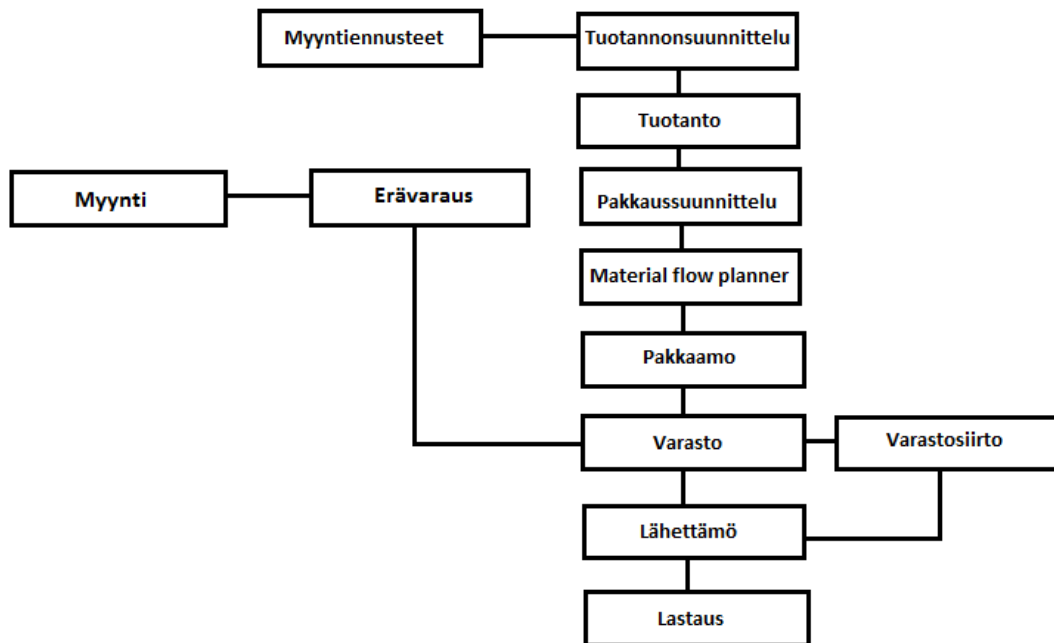 Myyntiennusteet
Tuotannonsuunnittelu
Tuotanto
Myynti
Erävaraus
Pakkaussuunnittelu
Material flow planner
Pakkaamo
Varasto
Varastosiirto
Lähettämö
Lastaus